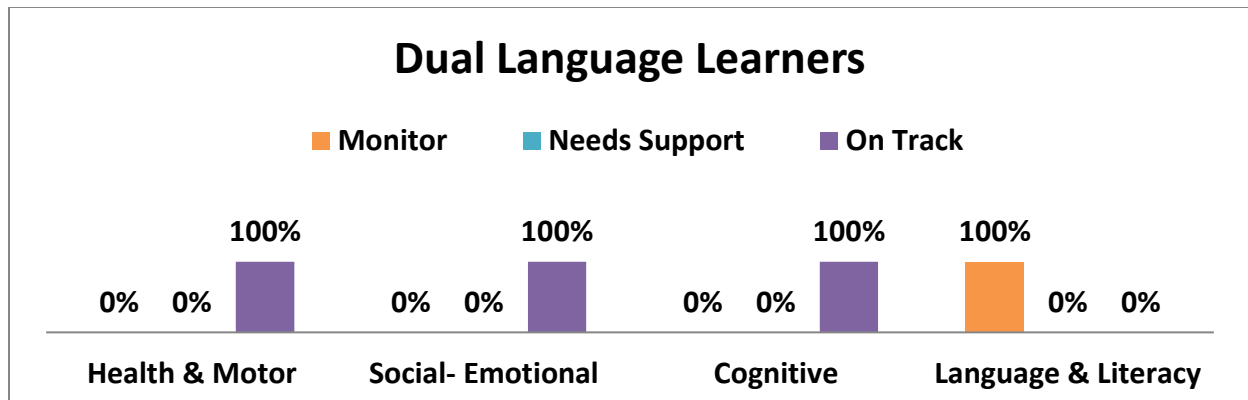 Dual Language Learners
Monitor Needs Support On Track
100% 100% 100% 100%
0% 0% 0% 0% 0% 0% 0% 0%
Health & Motor Social- Emotional Cognitive Language & Literacy